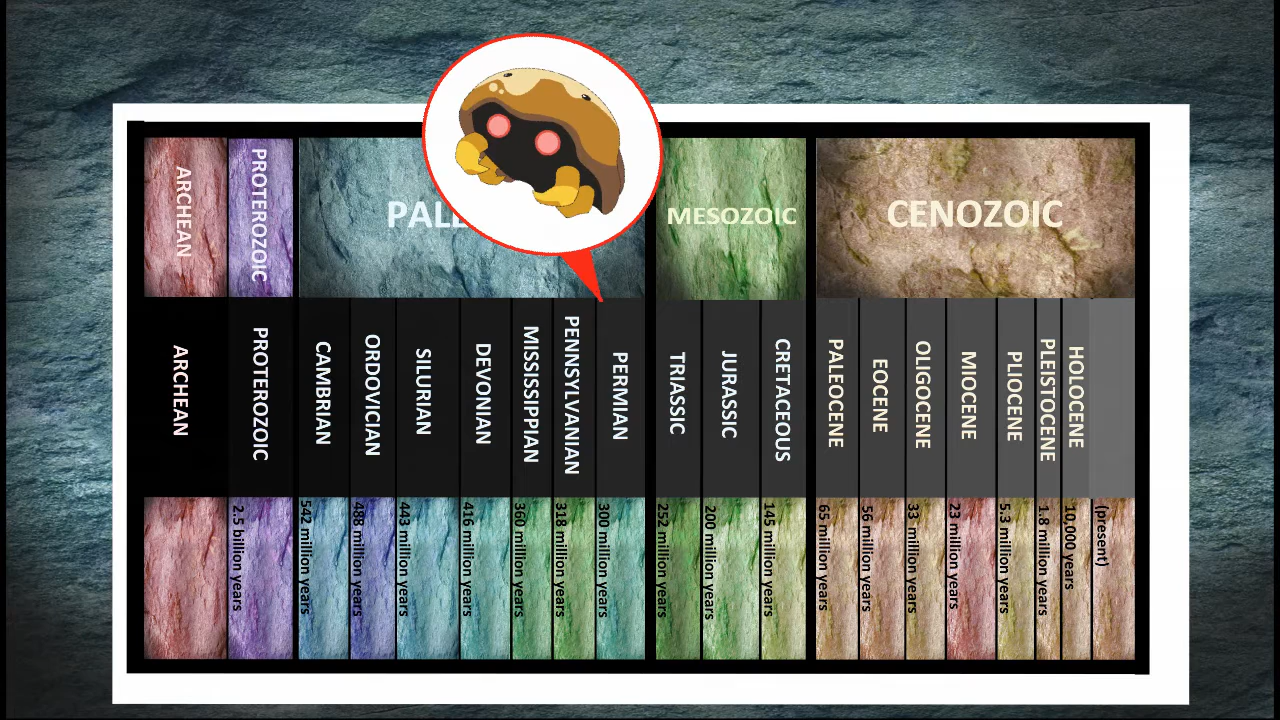 ARCHEAN
PROTEROZOIC
PALE
MESOZOIC
CENOZOIC
ARCHEAN
PROTEROZOIC
CAMBRIAN
ORDOVICIAN
SILURIAN
DEVONIAN
MISSISSIPPIAN
PENNSYLVANIAN
PERMIAN
TRIASSIC
JURASSIC
CRETACEOUS
PALEOCENE
EOCENE
OLIGOCENE
MIOCENE
PLIOCENE
PLEISTOCENE
HOLOCENE
2.5 billion years
542 million years
488 million years
443 million years
416 million years
360 million years
318 million years
300 million years
252 million years
200 million years
145 million years
65 million years
56 million years
33 million years
23 million years
5.3 million years
1.8 million years
10,000 years
(present)